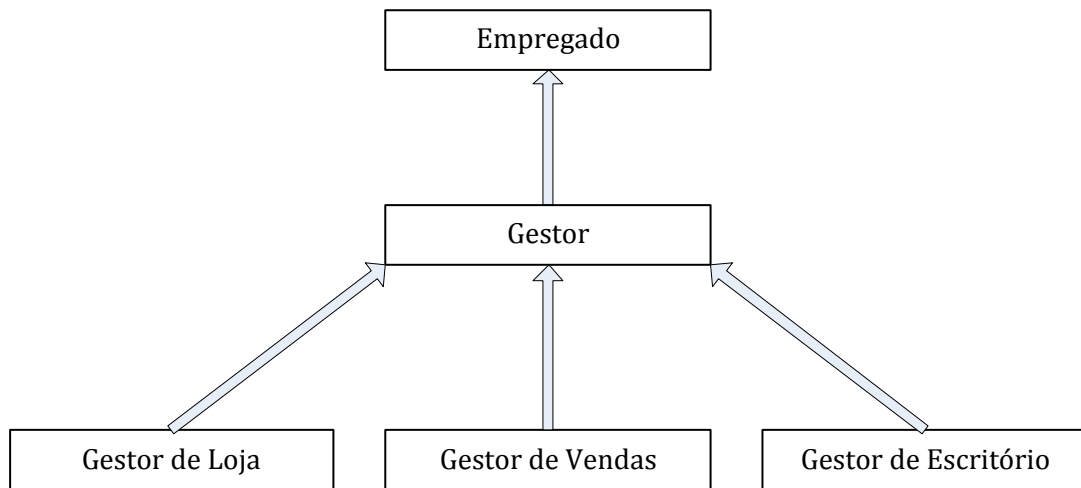 Empregado
Gestor
Gestor de Loja
Gestor de Vendas
Gestor de Escritório